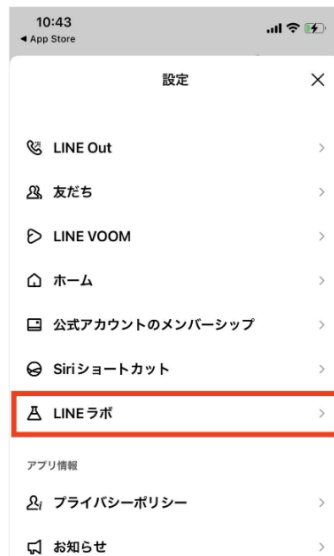 10:43
◀ App Store
設定
LINE Out
友だち
LINE VOOM
ホーム
公式アカウントのメンバーシップ
Siriショートカット
LINEラボ
アプリ情報
プライバシーポリシー
お知らせ